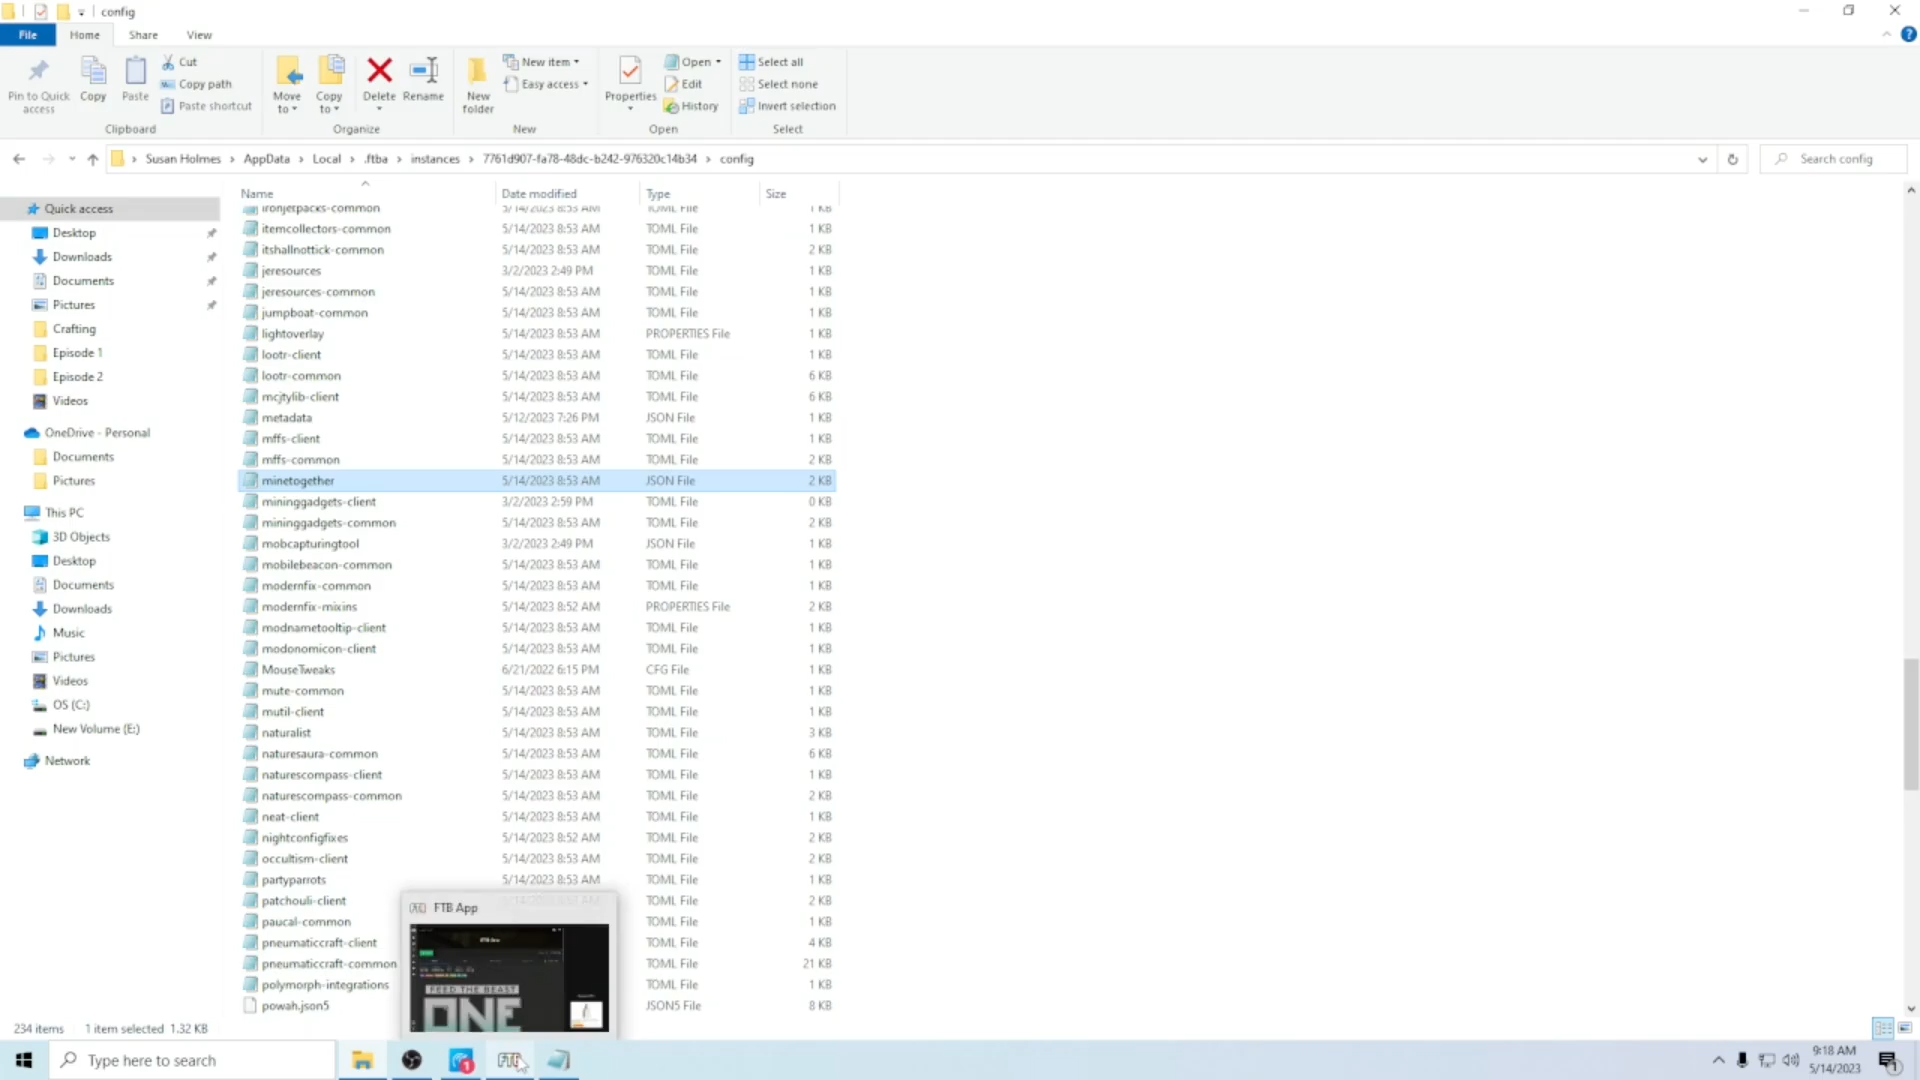 config
File Home Share View
Pin to Quick access
Copy
Paste
Cut
Copy path
Paste shortcut
Clipboard
Move to
Copy to
Delete
Rename
Organize
New folder
New item
Easy access
New
Properties
Open
Edit
History
Open
Select all
Select none
Invert selection
Select
Susan Holmes > AppData > Local > .ftba > instances > 7761d907-fa78-48dc-b242-976320c14b34 > config
Search config
Name Date modified Type Size
Quick access
Desktop
Downloads
Documents
Pictures
Crafting
Episode 1
Episode 2
Videos
OneDrive - Personal
Documents
Pictures
This PC
3D Objects
Desktop
Documents
Downloads
Music
Pictures
Videos
OS (C:)
New Volume (E:)
Network
ironjetpacks-common 5/14/2023 8:53 AM TOML File 1 KB
itemcollectors-common 5/14/2023 8:53 AM TOML File 1 KB
itshallnottick-common 5/14/2023 8:53 AM TOML File 2 KB
jeresources 3/2/2023 2:49 PM TOML File 1 KB
jeresources-common 5/14/2023 8:53 AM TOML File 1 KB
jumpboat-common 5/14/2023 8:53 AM TOML File 1 KB
lightoverlay 5/14/2023 8:53 AM PROPERTIES File 1 KB
lootr-client 5/14/2023 8:53 AM TOML File 1 KB
lootr-common 5/14/2023 8:53 AM TOML File 6 KB
mcjtylib-client 5/14/2023 8:53 AM TOML File 6 KB
metadata 5/12/2023 7:26 PM JSON File 1 KB
mffs-client 5/14/2023 8:53 AM TOML File 1 KB
mffs-common 5/14/2023 8:53 AM TOML File 2 KB
minetogether 5/14/2023 8:53 AM JSON File 2 KB
mininggadgets-client 3/2/2023 2:59 PM TOML File 0 KB
mininggadgets-common 5/14/2023 8:53 AM TOML File 2 KB
mobcapturingtool 3/2/2023 2:49 PM JSON File 1 KB
mobilebeacon-common 5/14/2023 8:53 AM TOML File 1 KB
modernfix-common 5/14/2023 8:53 AM TOML File 1 KB
modernfix-mixins 5/14/2023 8:52 AM PROPERTIES File 2 KB
modnametooltip-client 5/14/2023 8:53 AM TOML File 1 KB
modonomicon-client 5/14/2023 8:53 AM TOML File 1 KB
MouseTweaks 6/21/2022 6:15 PM CFG File 1 KB
mute-common 5/14/2023 8:53 AM TOML File 1 KB
mutil-client 5/14/2023 8:53 AM TOML File 1 KB
naturalist 5/14/2023 8:53 AM TOML File 3 KB
naturesaura-common 5/14/2023 8:53 AM TOML File 6 KB
naturescompass-client 5/14/2023 8:53 AM TOML File 1 KB
naturescompass-common 5/14/2023 8:53 AM TOML File 2 KB
neat-client 5/14/2023 8:53 AM TOML File 1 KB
nightconfigfixes 5/14/2023 8:52 AM TOML File 2 KB
occultism-client 5/14/2023 8:53 AM TOML File 2 KB
partyparrots 5/14/2023 8:53 AM TOML File 1 KB
patchouli-client TOML File 2 KB
paucal-common TOML File 1 KB
pneumaticcraft-client TOML File 4 KB
pneumaticcraft-common TOML File 21 KB
polymorph-integrations TOML File 1 KB
powah.json5 JSON5 File 8 KB
FTB App
FEED THE BEAST
ONE
234 items 1 item selected 1.32 KB
Type here to search
1
FTB
9:18 AM
5/14/2023
1